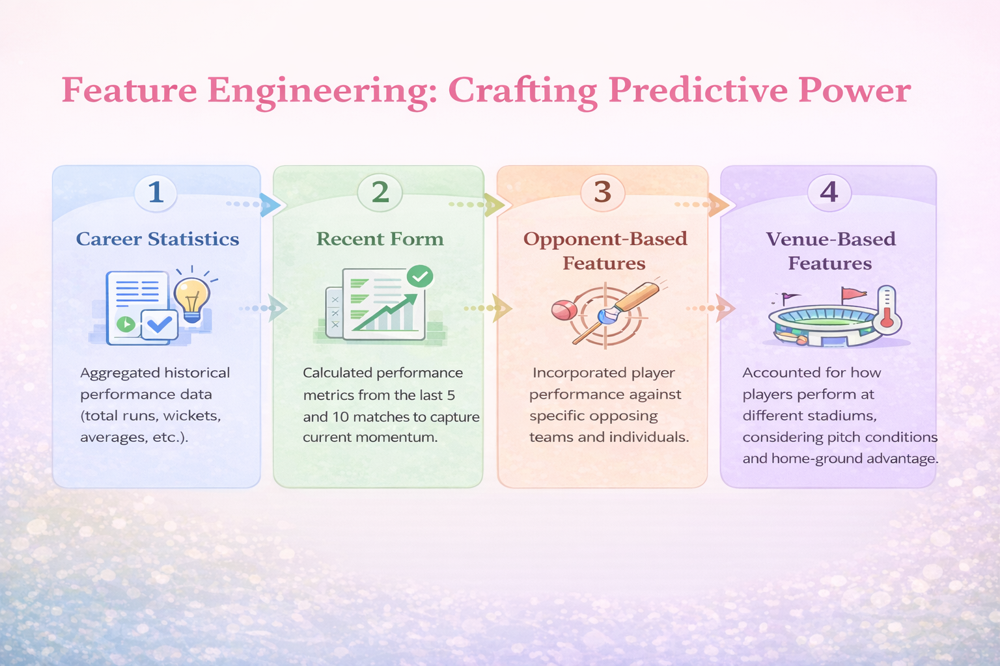 Feature Engineering: Crafting Predictive Power
1
Career Statistics
Aggregated historical
performance data
(total runs, wickets,
averages, etc.).
2
Recent Form
Calculated performance
metrics from the last 5
and 10 matches to capture
current momentum.
3
Opponent-Based
Features
Incorporated player
performance against
specific opposing
teams and individuals.
4
Venue-Based
Features
Accounted for how
players perform at
different stadiums,
considering pitch conditions
and home-ground advantage.